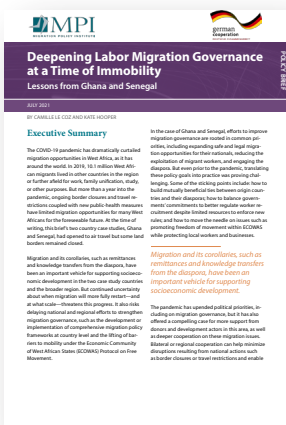 MPI
MIGRATION POLICY INSTITUTE
german
cooperation
Deepening Labor Migration Governance
at a Time of Immobility
Lessons from Ghana and Senegal
POLICY BRIEF
JULY 2021
BY CAMILLE LE COZ AND KATE HOOPER
Executive Summary
The COVID-19 pandemic has dramatically curtailed
migration opportunities in West Africa, as it has
around the world. In 2019, 10.1 million West Afri-
can migrants lived in other countries in the region
or further afield for work, family unification, study,
or other purposes. But more than a year into the
pandemic, ongoing border closures and travel re-
strictions coupled with new public-health measures
have limited migration opportunities for many West
Africans for the foreseeable future. At the time of
writing, this brief's two country case studies, Ghana
and Senegal, had opened to air travel but some land
borders remained closed.
Migration and its corollaries, such as remittances
and knowledge transfers from the diaspora, have
been an important vehicle for supporting socioeco-
nomic development in the two case study countries
and the broader region. But continued uncertainty
about when migration will more fully restart—and
at what scale—threatens this progress. It also risks
delaying national and regional efforts to strengthen
migration governance, such as the development or
implementation of comprehensive migration policy
frameworks at country level and the lifting of bar-
riers to mobility under the Economic Community
of West African States (ECOWAS) Protocol on Free
Movement.
In the case of Ghana and Senegal, efforts to improve
migration governance are rooted in common pri-
orities, including expanding safe and legal migra-
tion opportunities for their nationals, reducing the
exploitation of migrant workers, and engaging the
diaspora. But even prior to the pandemic, translating
these policy goals into practice was proving chal-
lenging. Some of the sticking points include: how to
build mutually beneficial ties between origin coun-
tries and their diasporas; how to balance govern-
ments' commitments to better regulate worker re-
cruitment despite limited resources to enforce new
rules; and how to move the needle on issues such as
promoting freedom of movement within ECOWAS
while protecting local workers and businesses.
Migration and its corollaries, such as
remittances and knowledge transfers
from the diaspora, have been an
important vehicle for supporting
socioeconomic development.
The pandemic has upended political priorities, in-
cluding on migration governance, but it has also
offered a compelling case for more support from
donors and development actors in this area, as well
as deeper cooperation on these migration issues.
Bilateral or regional cooperation can help minimize
disruptions resulting from national actions such
as border closures or travel restrictions and enable